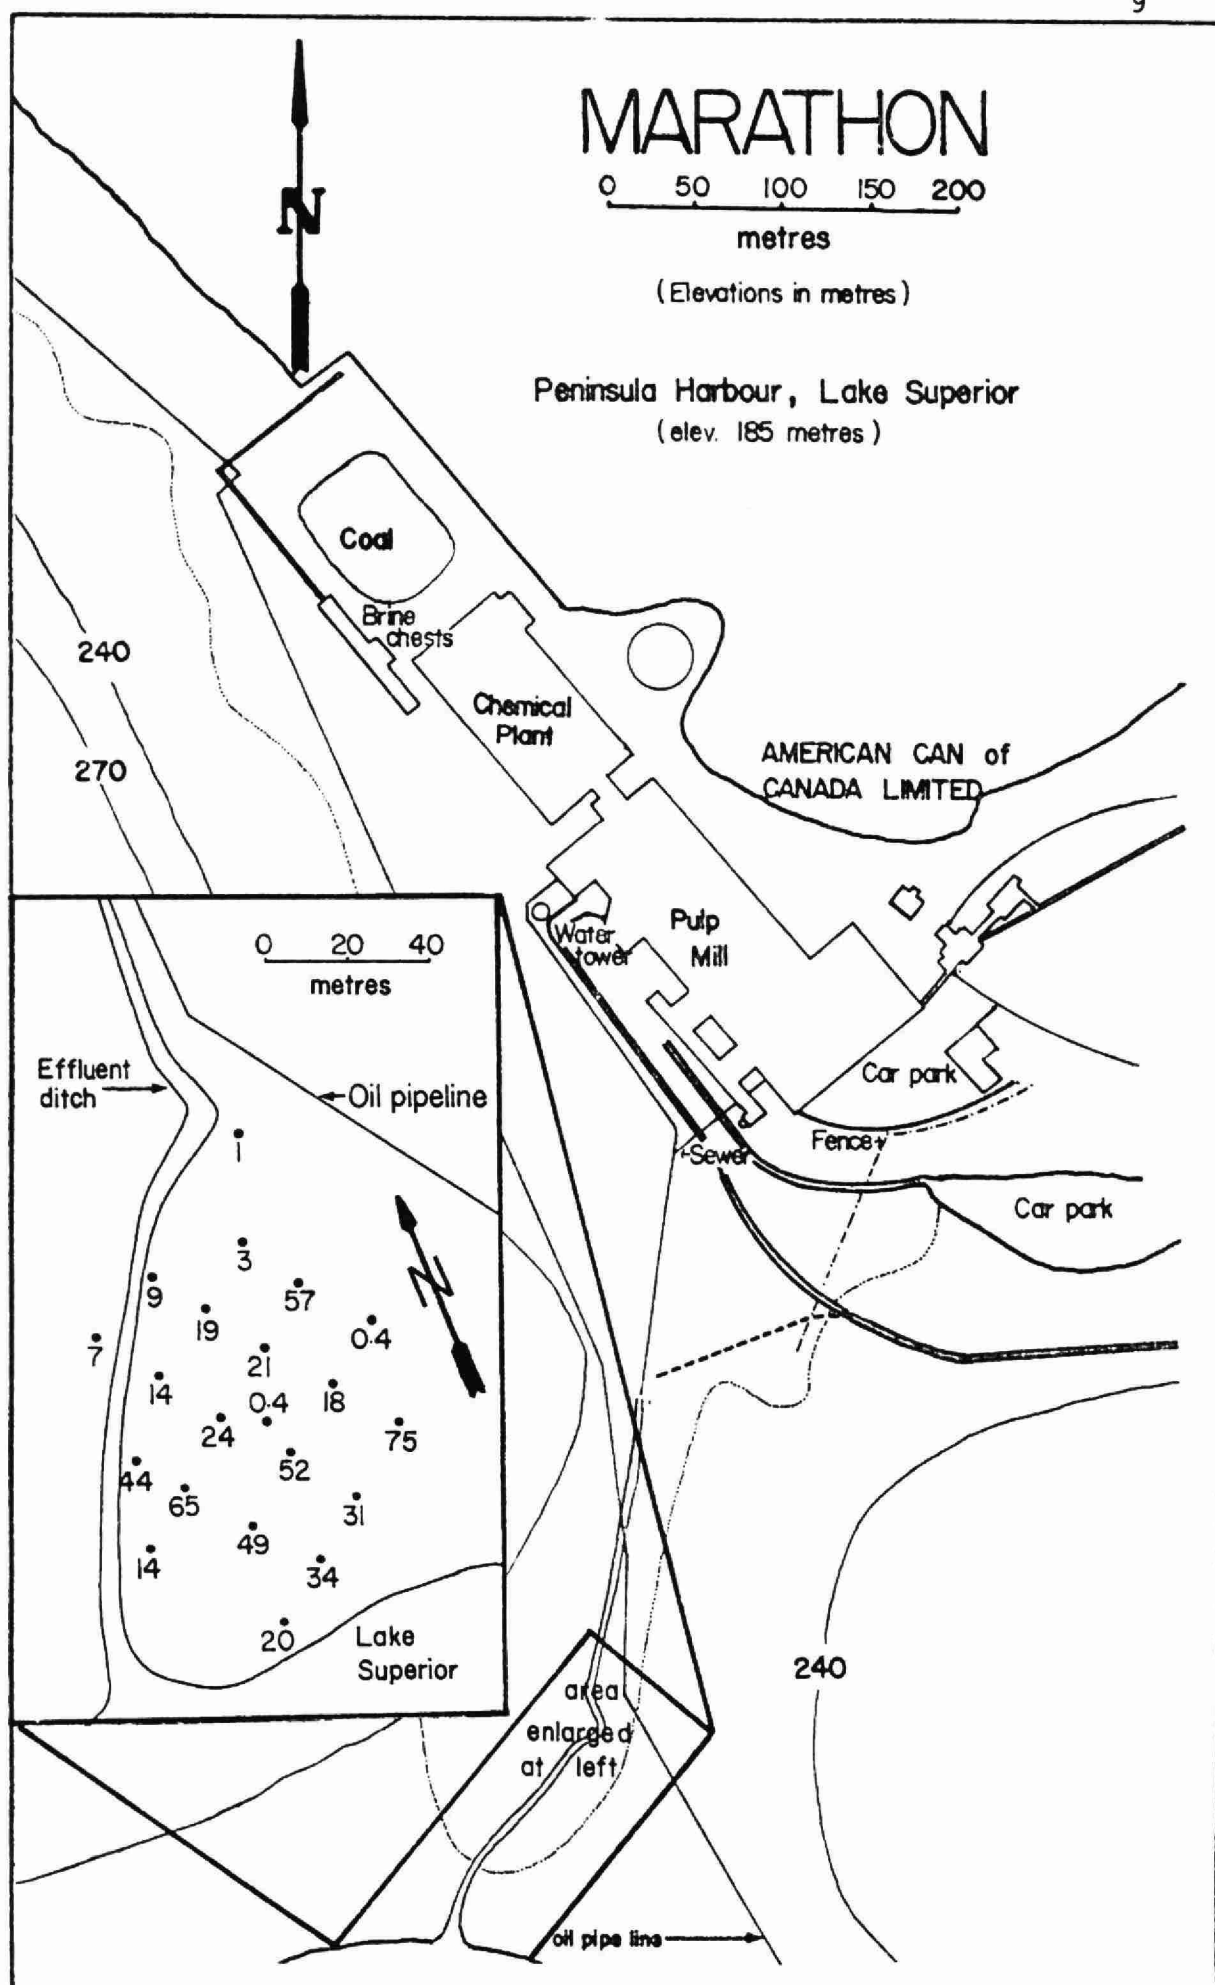 9
MARATHON
0 50 100 150 200
metres
(Elevations in metres)
N
Peninsula Harbour, Lake Superior
(elev. 185 metres)
Coal
Brine
chests
240
270
Chemical
Plant
AMERICAN CAN of
CANADA LIMITED
Pulp
Mill
Water
tower
Car park
Fence
Sewer
Car park
0 20 40
metres
Effluent
ditch
Oil pipeline
N
1
3
9
57
19
0.4
7
21
14
0.4
18
24
75
44
52
65
31
49
14
34
20
Lake
Superior
240
area
enlarged
at left
oil pipe line